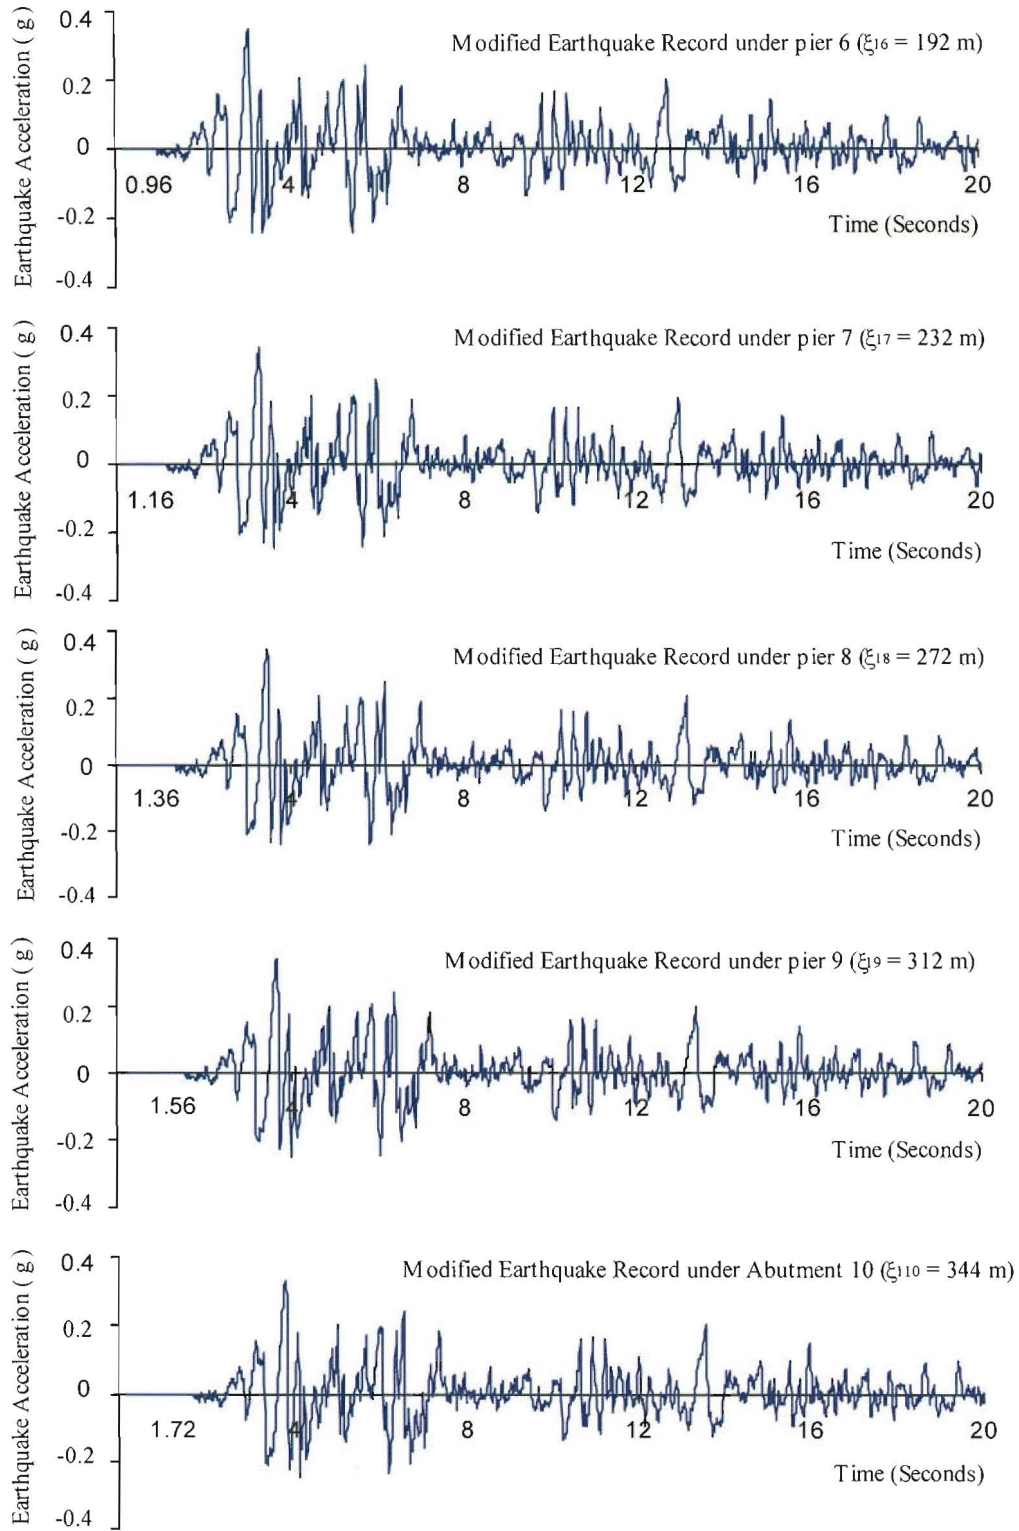 Earthquake Acceleration ( g )
0.4
0.2
0
-0.2
-0.4
Modified Earthquake Record under pier 6 (ξ16 = 192 m)
0.96 4 8 12 16 20
Time (Seconds)
Earthquake Acceleration ( g )
0.4
0.2
0
-0.2
-0.4
Modified Earthquake Record under pier 7 (ξ17 = 232 m)
1.16 4 8 12 16 20
Time (Seconds)
Earthquake Acceleration ( g )
0.4
0.2
0
-0.2
-0.4
Modified Earthquake Record under pier 8 (ξ18 = 272 m)
1.36 4 8 12 16 20
Time (Seconds)
Earthquake Acceleration ( g )
0.4
0.2
0
-0.2
-0.4
Modified Earthquake Record under pier 9 (ξ19 = 312 m)
1.56 4 8 12 16 20
Time (Seconds)
Earthquake Acceleration ( g )
0.4
0.2
0
-0.2
-0.4
Modified Earthquake Record under Abutment 10 (ξ110 = 344 m)
1.72 4 8 12 16 20
Time (Seconds)